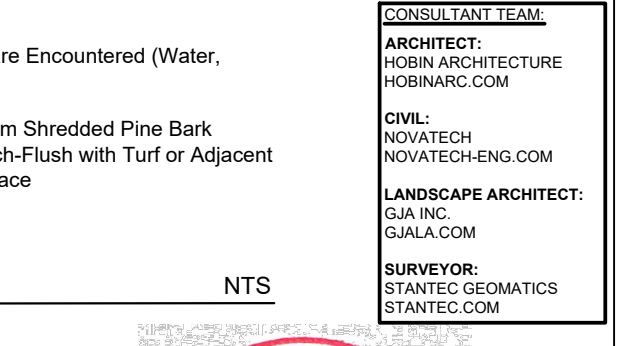 re Encountered (Water,
m Shredded Pine Bark
ch-Flush with Turf or Adjacent
ace
NTS
CONSULTANT TEAM:
ARCHITECT:
HOBIN ARCHITECTURE
HOBINARC.COM
CIVIL:
NOVATECH
NOVATECH-ENG.COM
LANDSCAPE ARCHITECT:
GJA INC.
GJALA.COM
SURVEYOR:
STANTEC GEOMATICS
STANTEC.COM